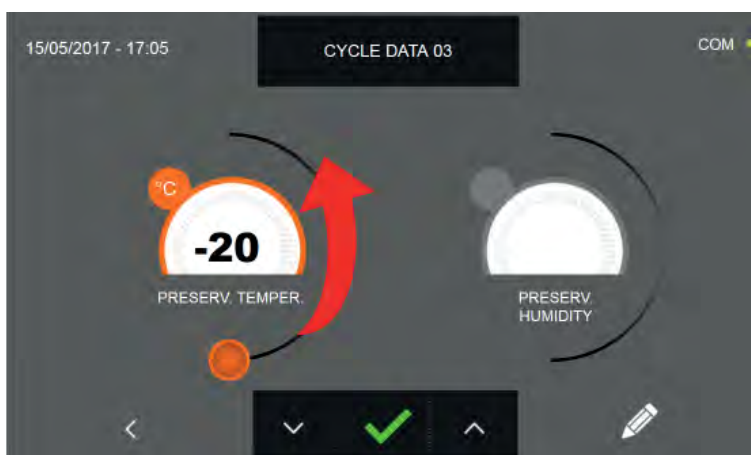 15/05/2017 - 17:05
CYCLE DATA 03
COM
°C
-20
PRESERV. TEMPER.
PRESERV.
HUMIDITY